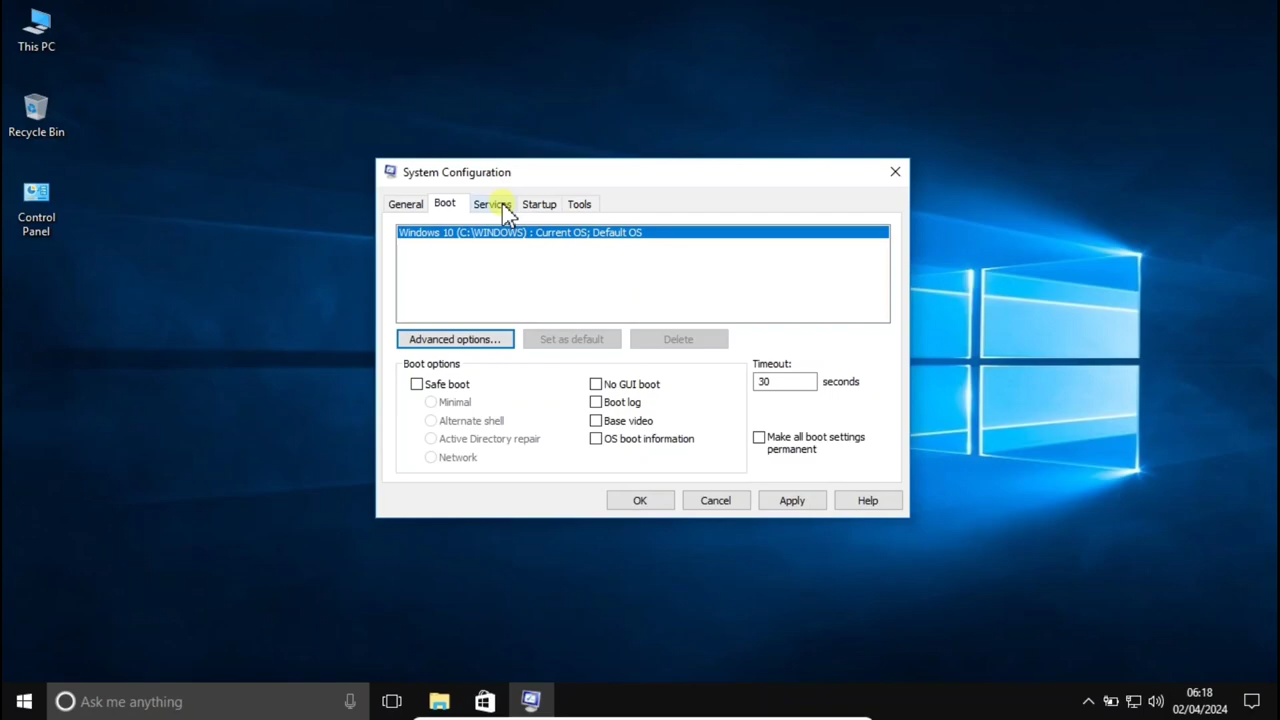 This PC
Recycle Bin
Control
Panel
System Configuration
General
Boot
Services
Startup
Tools
Windows 10 (C:\WINDOWS) : Current OS; Default OS
Advanced options...
Set as default
Delete
Boot options
Safe boot
Minimal
Alternate shell
Active Directory repair
Network
No GUI boot
Boot log
Base video
OS boot information
Timeout:
30
seconds
Make all boot settings
permanent
OK
Cancel
Apply
Help
Ask me anything
06:18
02/04/2024